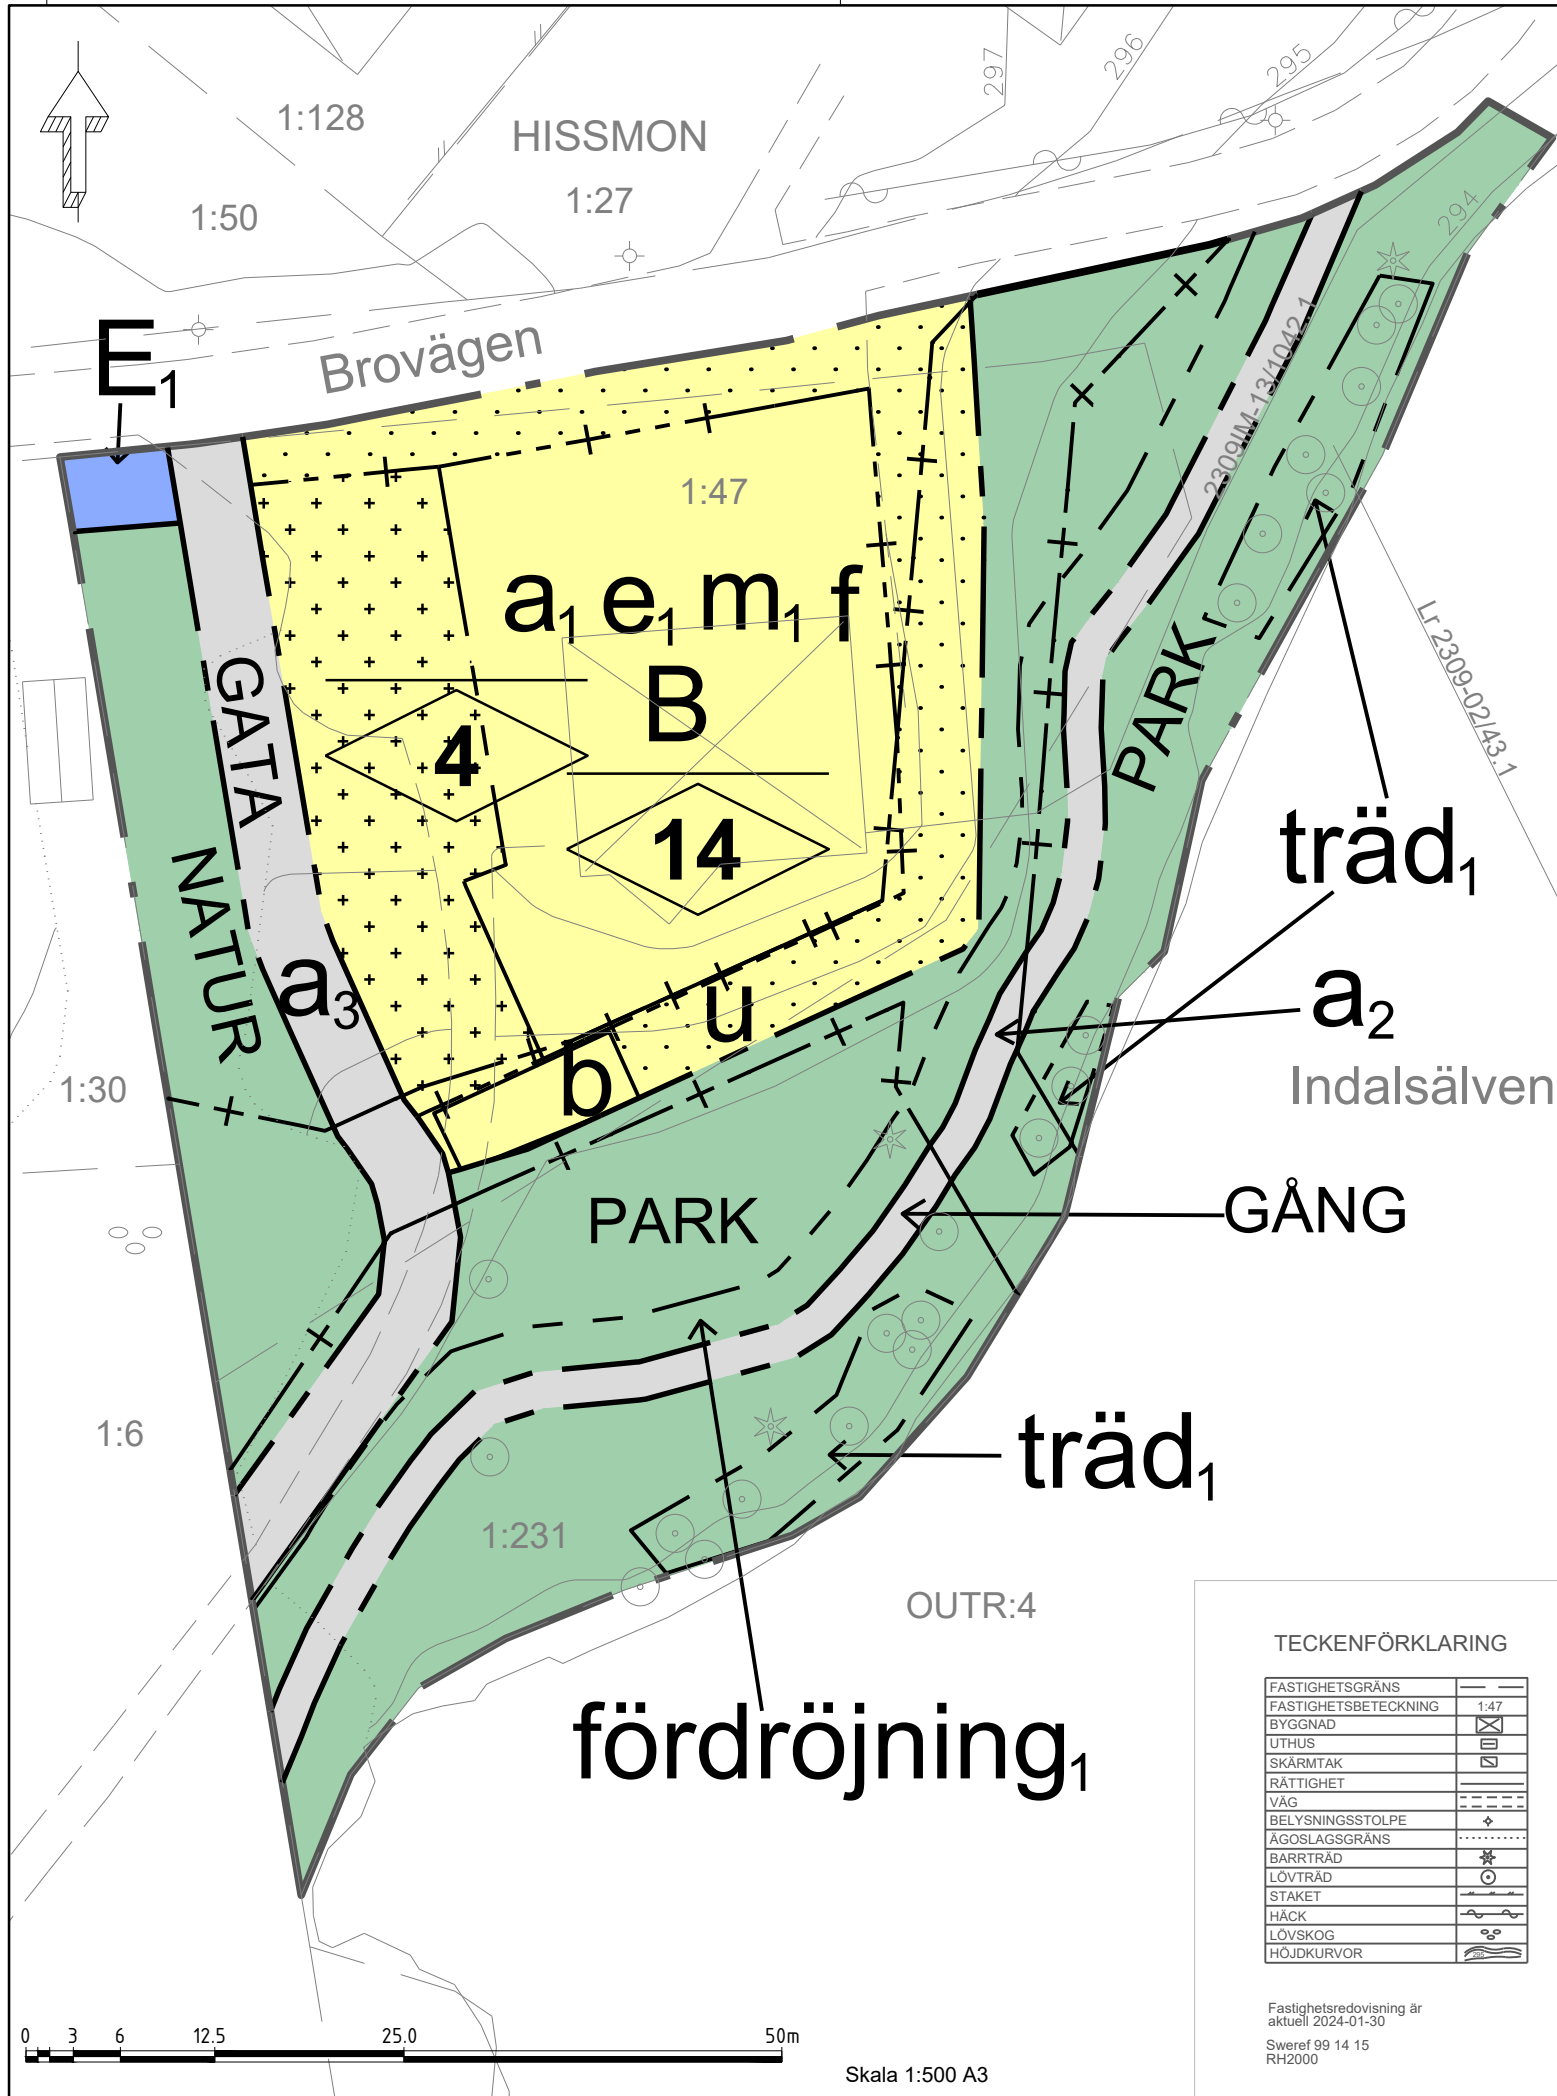 297
296
295
1:128
HISSMON
1:27
1:50
294
E1
Brovägen
2309IM-13/1042.1
1:47
a1 e1 m1 f
B
GATA
4
14
PARK
Lr 2309-02/43.1
NATUR
träd1
a3
u
a2
b
1:30
Indalsälven
PARK
GÅNG
1:6
träd1
1:231
OUTR:4
fördröjning1
TECKENFÖRKLARING
FASTIGHETSGRÄNS
FASTIGHETSBETECKNING 1:47
BYGGNAD
UTHUS
SKÄRMTAK
RÄTTIGHET
VÄG
BELYSNINGSSTOLPE
ÄGOSLAGSGRÄNS
BARRTRÄD
LÖVTRÄD
STAKET
HÄCK
LÖVSKOG
HÖJDKURVOR
Fastighetsredovisning är
aktuell 2024-01-30
Sweref 99 14 15
RH2000
0 3 6 12.5 25.0 50m
Skala 1:500 A3